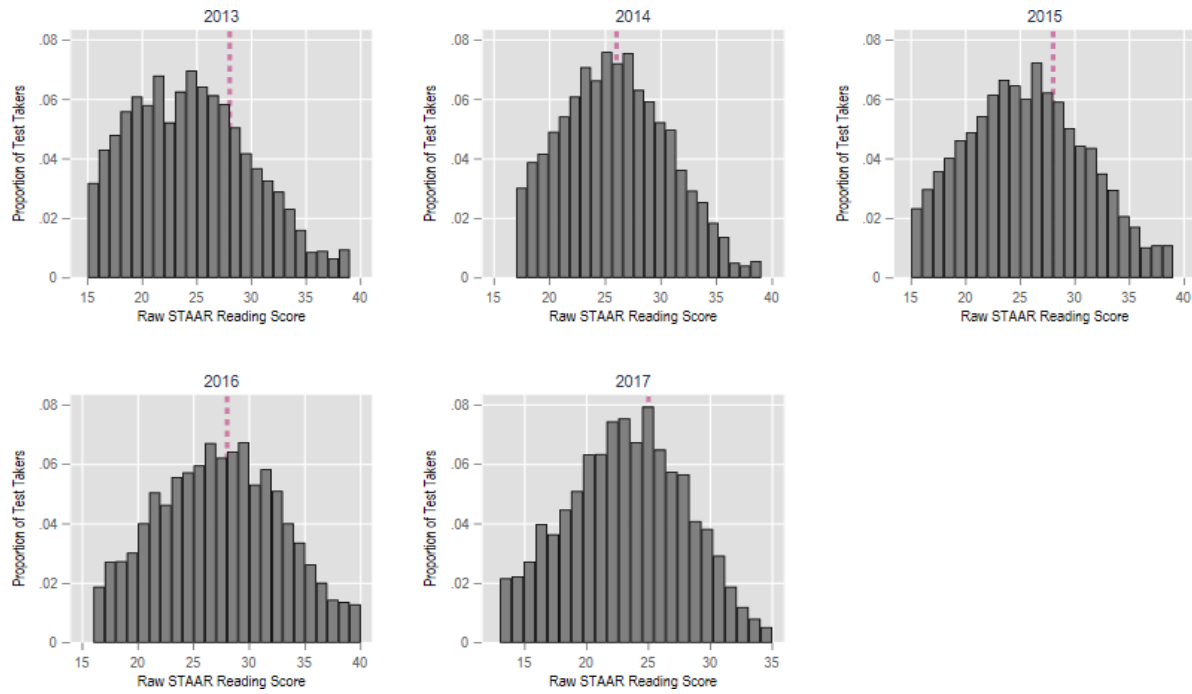 2013
2014
2015
.08
.06
.04
.02
0
Proportion of Test Takers
15 20 25 30 35 40
Raw STAAR Reading Score
.08
.06
.04
.02
0
Proportion of Test Takers
15 20 25 30 35 40
Raw STAAR Reading Score
.08
.06
.04
.02
0
Proportion of Test Takers
15 20 25 30 35 40
Raw STAAR Reading Score
2016
2017
.08
.06
.04
.02
0
Proportion of Test Takers
15 20 25 30 35 40
Raw STAAR Reading Score
.08
.06
.04
.02
0
Proportion of Test Takers
15 20 25 30 35
Raw STAAR Reading Score